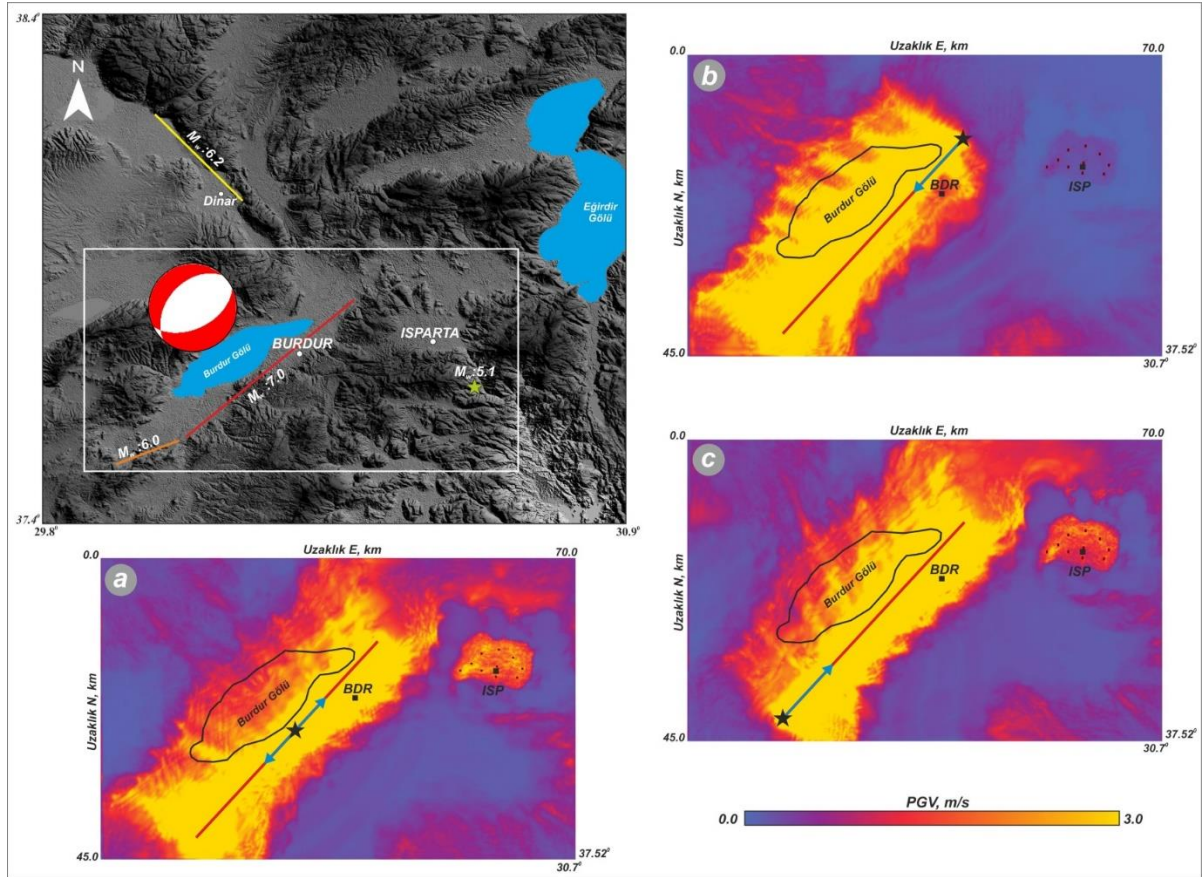 38.4°
N
Mw:6.2
Dinar
Eğirdir
Gölü
ISPARTA
BURDUR
Burdur Gölü
Mw:5.1
Mw:7.0
Mw:6.0
37.4°
29.8°
30.9°
b
0.0
Uzaklık E, km
70.0
Uzaklık N, km
Burdur Gölü
BDR
ISP
45.0
37.52°
30.7°
a
0.0
Uzaklık E, km
70.0
Uzaklık N, km
Burdur Gölü
BDR
ISP
45.0
37.52°
30.7°
c
0.0
Uzaklık E, km
70.0
Uzaklık N, km
Burdur Gölü
BDR
ISP
45.0
37.52°
30.7°
PGV, m/s
0.0
3.0